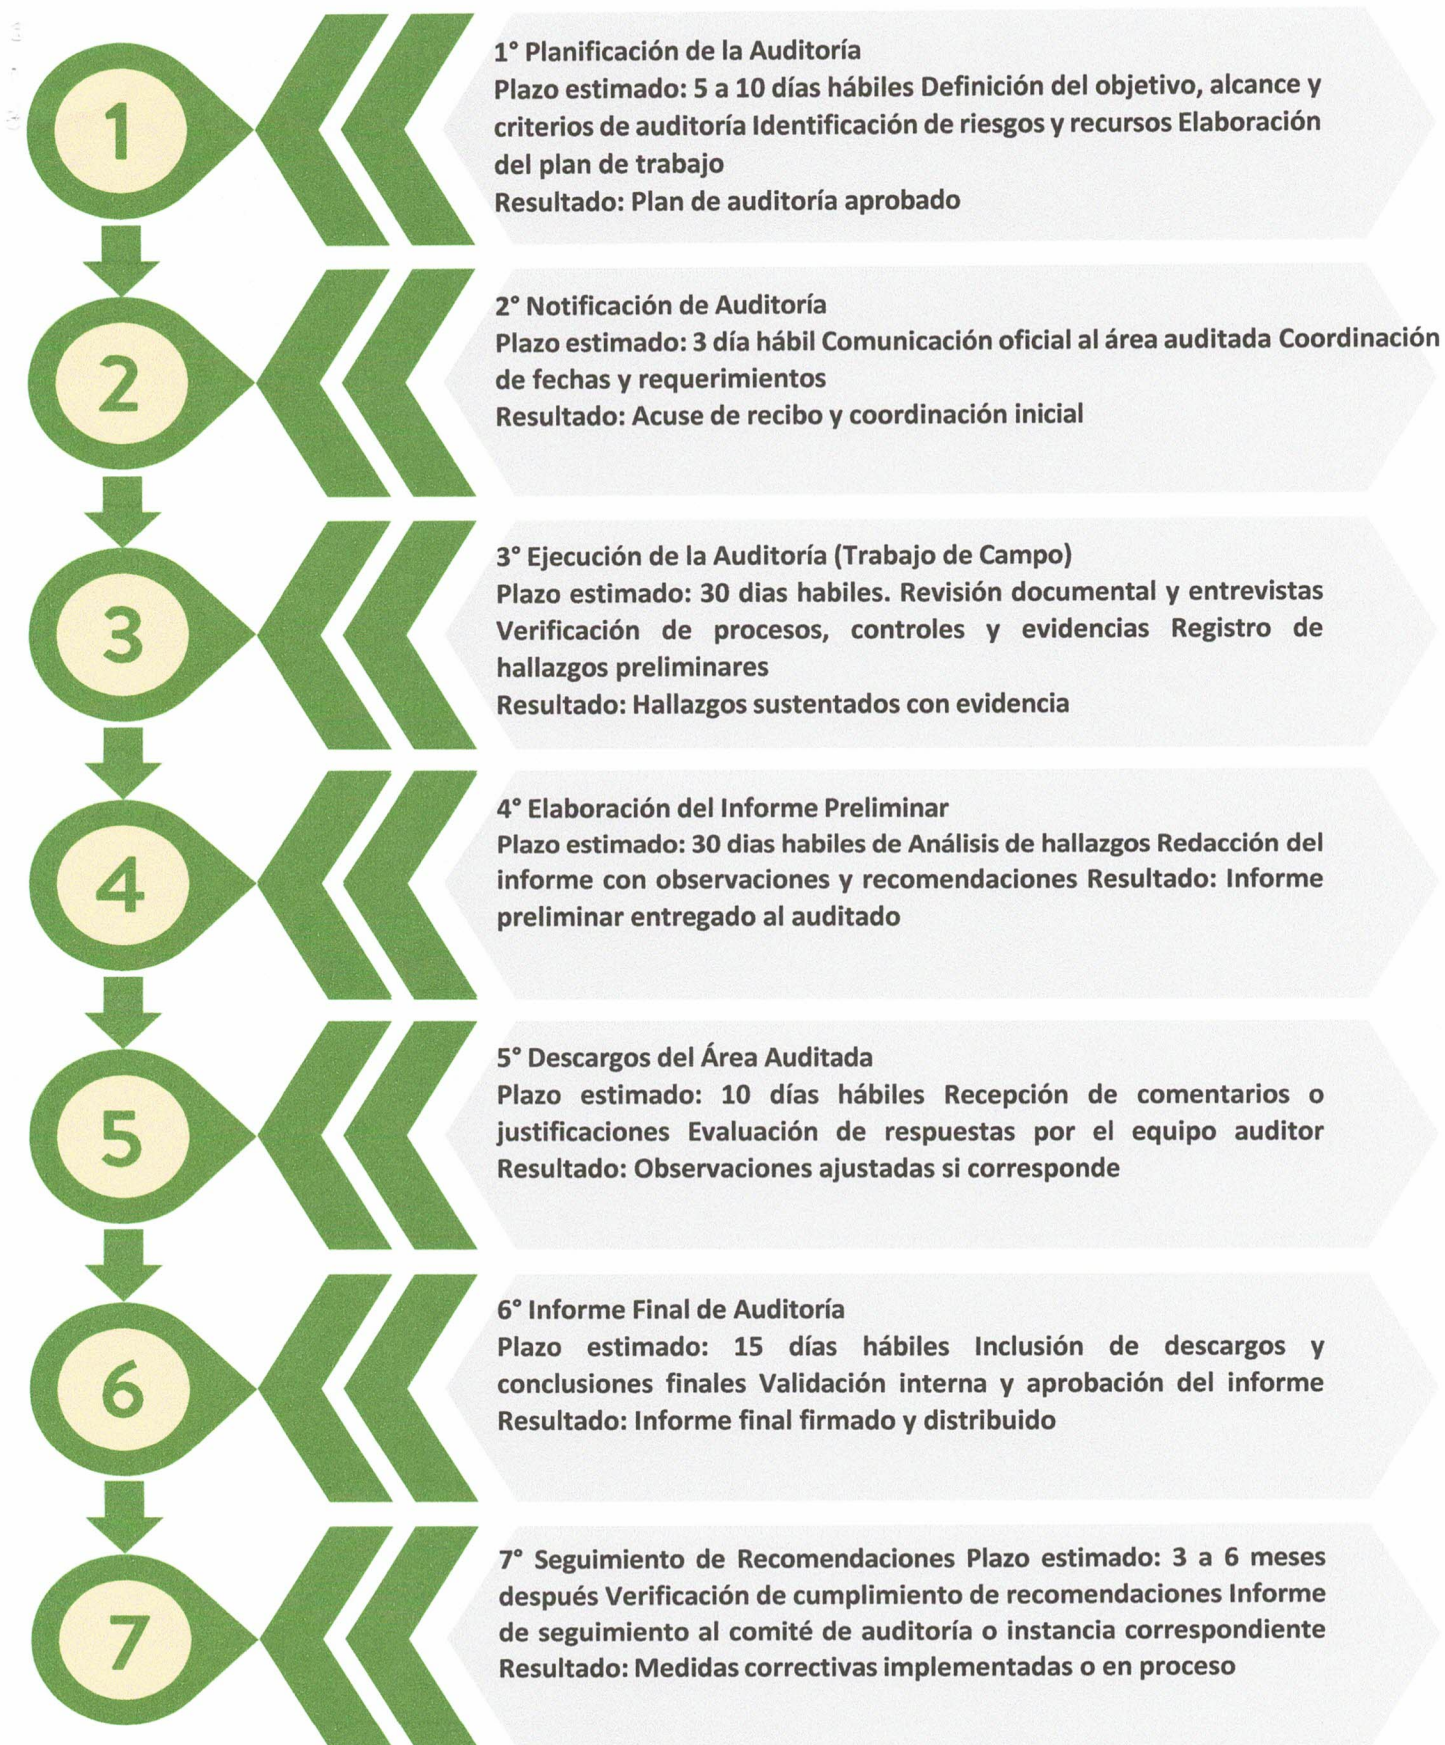 1
1° Planificación de la Auditoría
Plazo estimado: 5 a 10 días hábiles Definición del objetivo, alcance y
criterios de auditoría Identificación de riesgos y recursos Elaboración
del plan de trabajo
Resultado: Plan de auditoría aprobado
2
2° Notificación de Auditoría
Plazo estimado: 3 día hábil Comunicación oficial al área auditada Coordinación
de fechas y requerimientos
Resultado: Acuse de recibo y coordinación inicial
3
3° Ejecución de la Auditoría (Trabajo de Campo)
Plazo estimado: 30 dias habiles. Revisión documental y entrevistas
Verificación de procesos, controles y evidencias Registro de
hallazgos preliminares
Resultado: Hallazgos sustentados con evidencia
4
4° Elaboración del Informe Preliminar
Plazo estimado: 30 dias habiles de Análisis de hallazgos Redacción del
informe con observaciones y recomendaciones Resultado: Informe
preliminar entregado al auditado
5
5° Descargos del Área Auditada
Plazo estimado: 10 días hábiles Recepción de comentarios o
justificaciones Evaluación de respuestas por el equipo auditor
Resultado: Observaciones ajustadas si corresponde
6
6° Informe Final de Auditoría
Plazo estimado: 15 días hábiles Inclusión de descargos y
conclusiones finales Validación interna y aprobación del informe
Resultado: Informe final firmado y distribuido
7
7° Seguimiento de Recomendaciones Plazo estimado: 3 a 6 meses
después Verificación de cumplimiento de recomendaciones Informe
de seguimiento al comité de auditoría o instancia correspondiente
Resultado: Medidas correctivas implementadas o en proceso